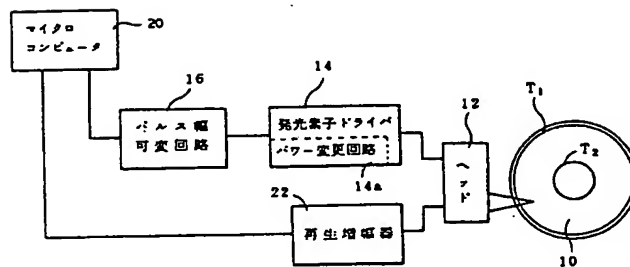 マイクロ
コンピュータ
20
16
パルス幅
可変回路
14
発光素子ドライバ
パワー変更回路
14a
12
ヘッド
T₁
T₂
10
22
再生増幅器